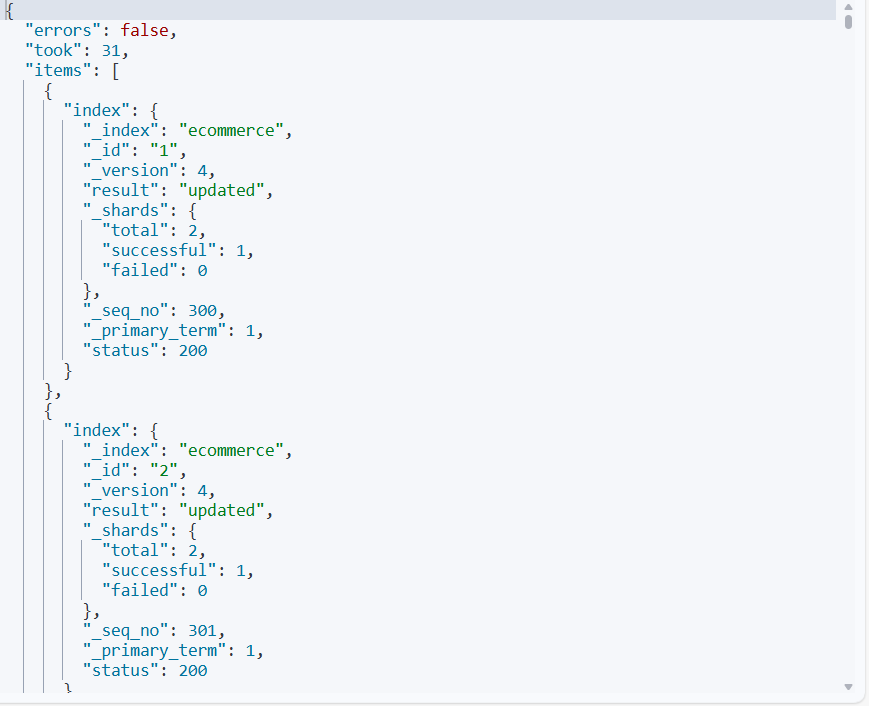 {
  "errors": false,
  "took": 31,
  "items": [
    {
      "index": {
        "_index": "ecommerce",
        "_id": "1",
        "_version": 4,
        "result": "updated",
        "_shards": {
          "total": 2,
          "successful": 1,
          "failed": 0
        },
        "_seq_no": 300,
        "_primary_term": 1,
        "status": 200
      }
    },
    {
      "index": {
        "_index": "ecommerce",
        "_id": "2",
        "_version": 4,
        "result": "updated",
        "_shards": {
          "total": 2,
          "successful": 1,
          "failed": 0
        },
        "_seq_no": 301,
        "_primary_term": 1,
        "status": 200
      }